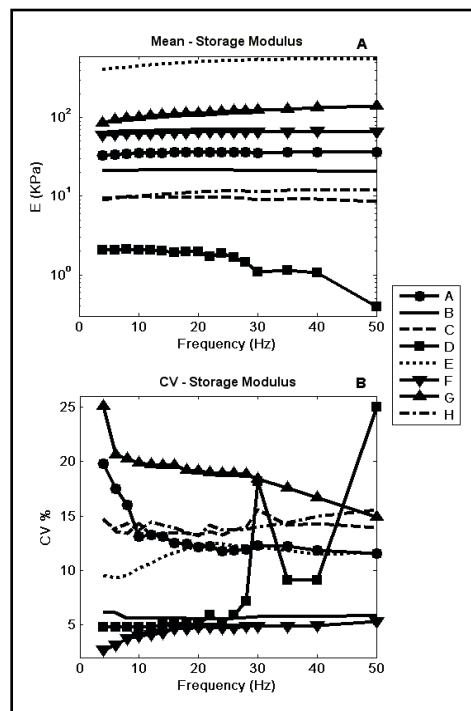 Mean - Storage Modulus A
E (KPa)
10²
10¹
10⁰
0 10 20 30 40 50
Frequency (Hz)
A
B
C
D
E
F
G
H
CV - Storage Modulus B
CV %
25
20
15
10
5
0 10 20 30 40 50
Frequency (Hz)